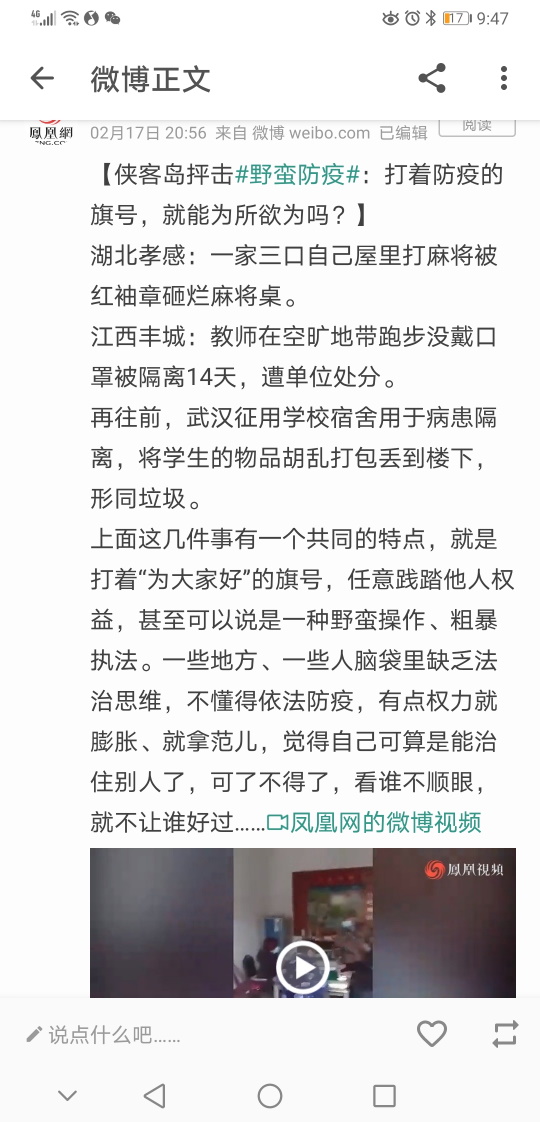 4G 17 9:47
微博正文
鳳凰網 02月17日 20:56 来自 微博 weibo.com 已编辑 阅读
【侠客岛抨击#野蛮防疫#：打着防疫的
旗号，就能为所欲为吗？】
湖北孝感：一家三口自己屋里打麻将被
红袖章砸烂麻将桌。
江西丰城：教师在空旷地带跑步没戴口
罩被隔离14天，遭单位处分。
再往前，武汉征用学校宿舍用于病患隔
离，将学生的物品胡乱打包丢到楼下，
形同垃圾。
上面这几件事有一个共同的特点，就是
打着“为大家好”的旗号，任意践踏他人权
益，甚至可以说是一种野蛮操作、粗暴
执法。一些地方、一些人脑袋里缺乏法
治思维，不懂得依法防疫，有点权力就
膨胀、就拿范儿，觉得自己可算是能治
住别人了，可了不得了，看谁不顺眼，
就不让谁好过……凤凰网的微博视频
鳳凰视频
说点什么吧……